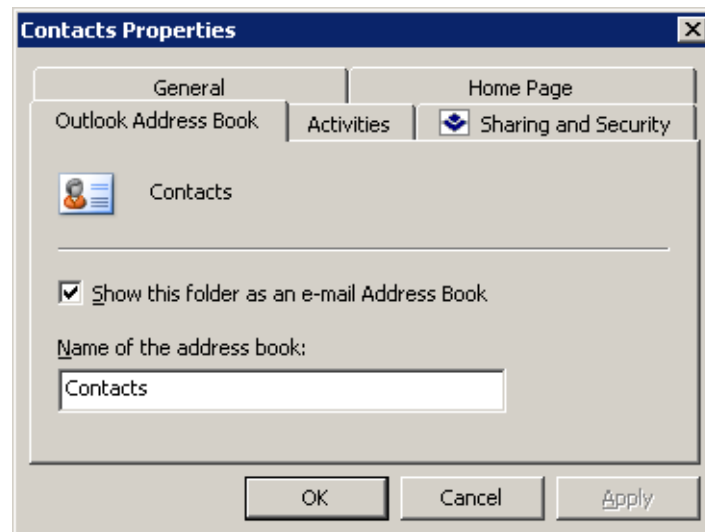 Contacts Properties
General Home Page
Outlook Address Book Activities Sharing and Security
Contacts
Show this folder as an e-mail Address Book
Name of the address book:
Contacts
OK Cancel Apply